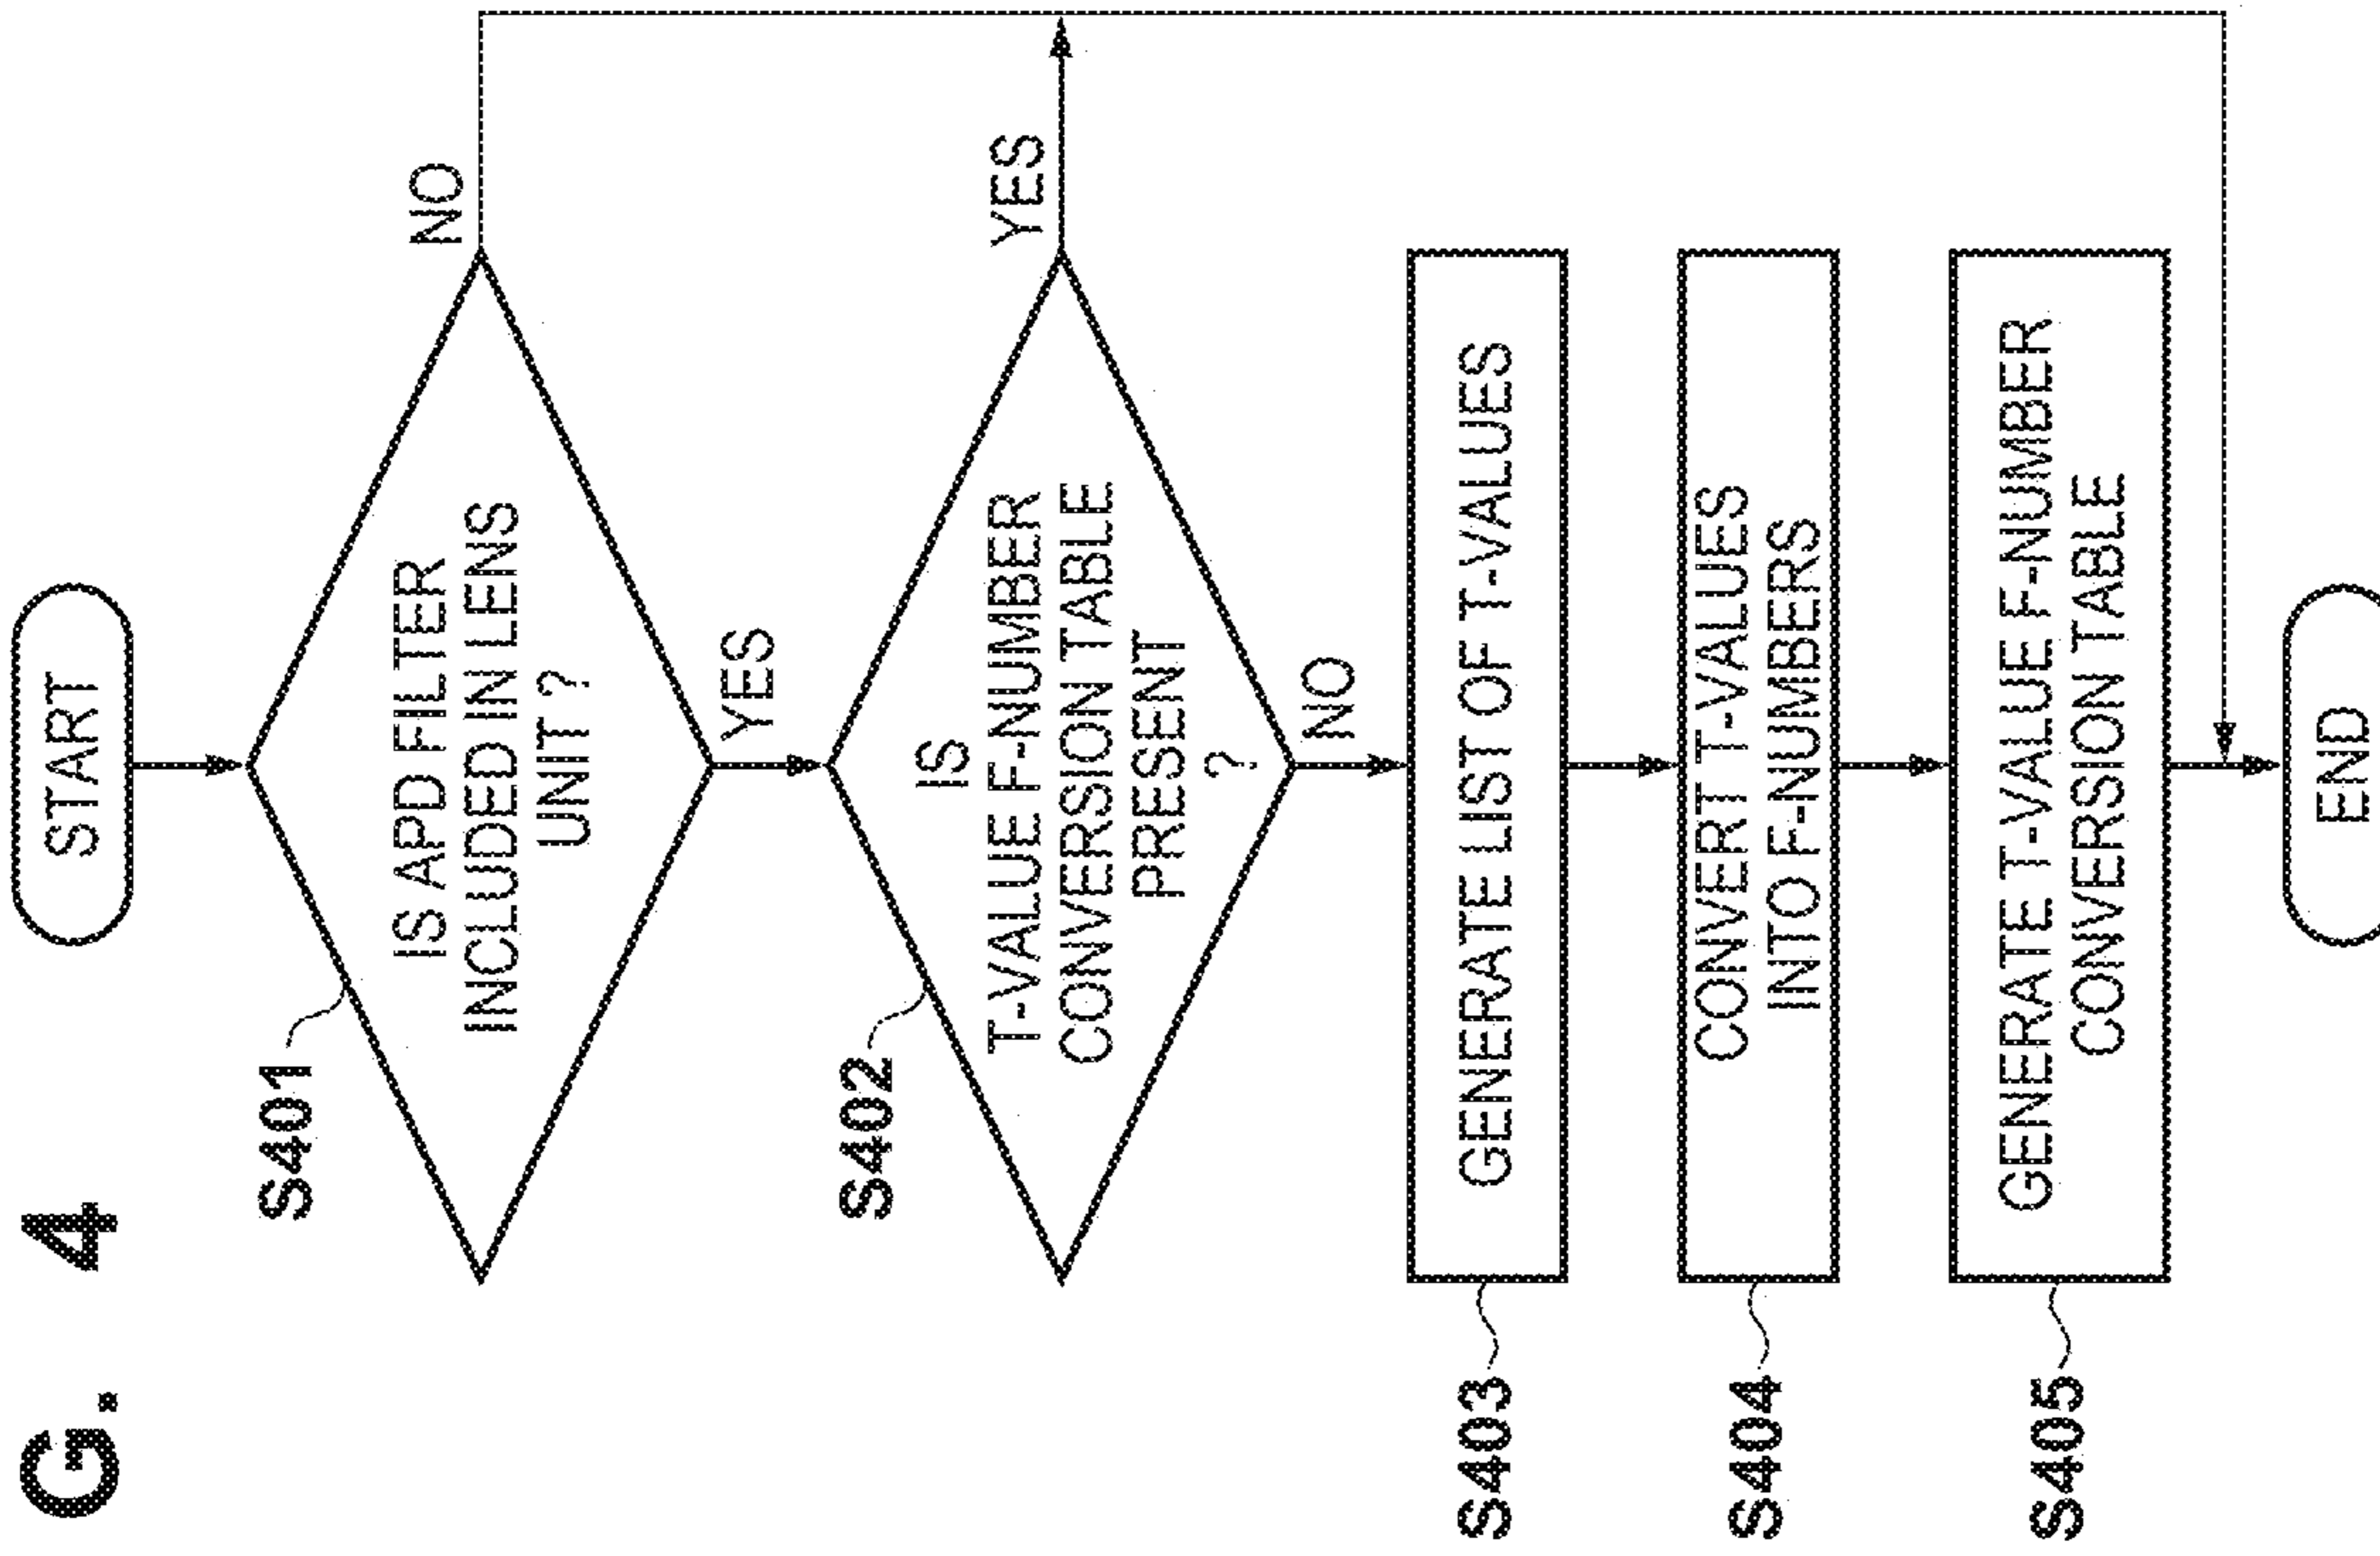 G. 4
START
S401
IS APD FILTER
INCLUDED IN LENS
UNIT ?
NO
YES
S402
IS
T-VALUE F-NUMBER
CONVERSION TABLE
PRESENT
?
YES
NO
S403
GENERATE LIST OF T-VALUES
S404
CONVERT T-VALUES
INTO F-NUMBERS
S405
GENERATE T-VALUE F-NUMBER
CONVERSION TABLE
END